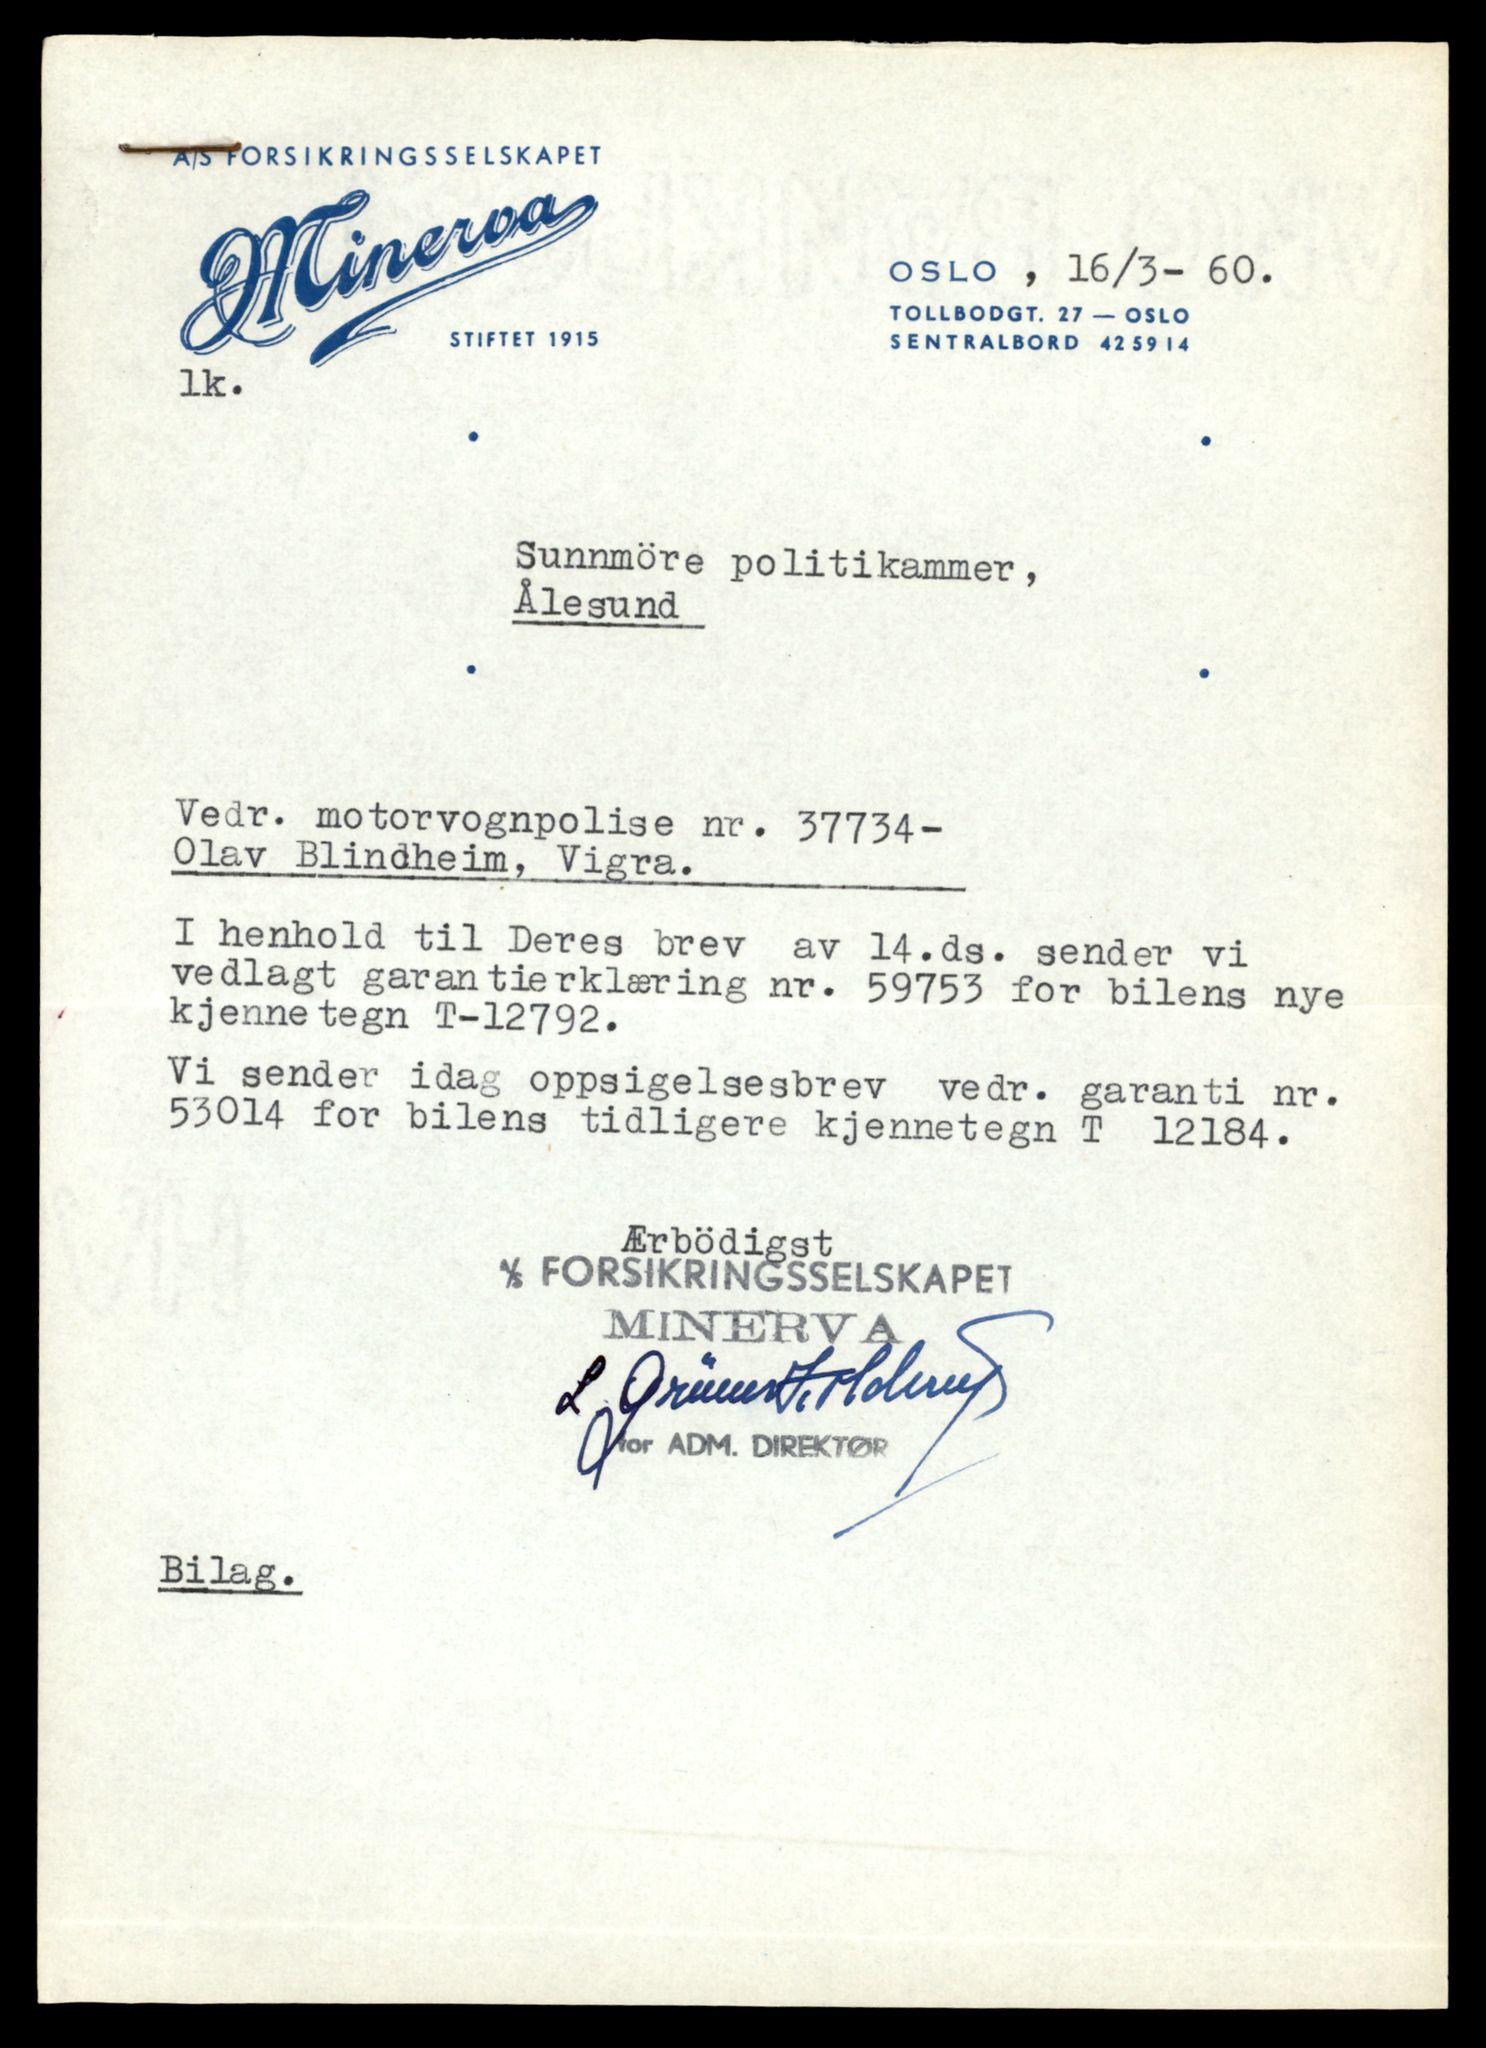 A/S FORSIKRINGSSELSKAPET
Minerva
STIFTET 1915
OSLO , 16/3- 60.
TOLLBODGT. 27 — OSLO
SENTRALBORD 425914
lk.
Sunnmöre politikammer,
Ålesund
Vedr. motorvognpolise nr. 37734-
Olav Blindheim, Vigra.
I henhold til Deres brev av 14.ds. sender vi
vedlagt garantierklæring nr. 59753 for bilens nye
kjennetegn T-12792.
Vi sender idag oppsigelsesbrev vedr. garanti nr.
53014 for bilens tidligere kjennetegn T 12184.
Ærbödigst
A/S FORSIKRINGSSELSKAPET
MINERVA
L.
for ADM. DIREKTØR
Bilag.